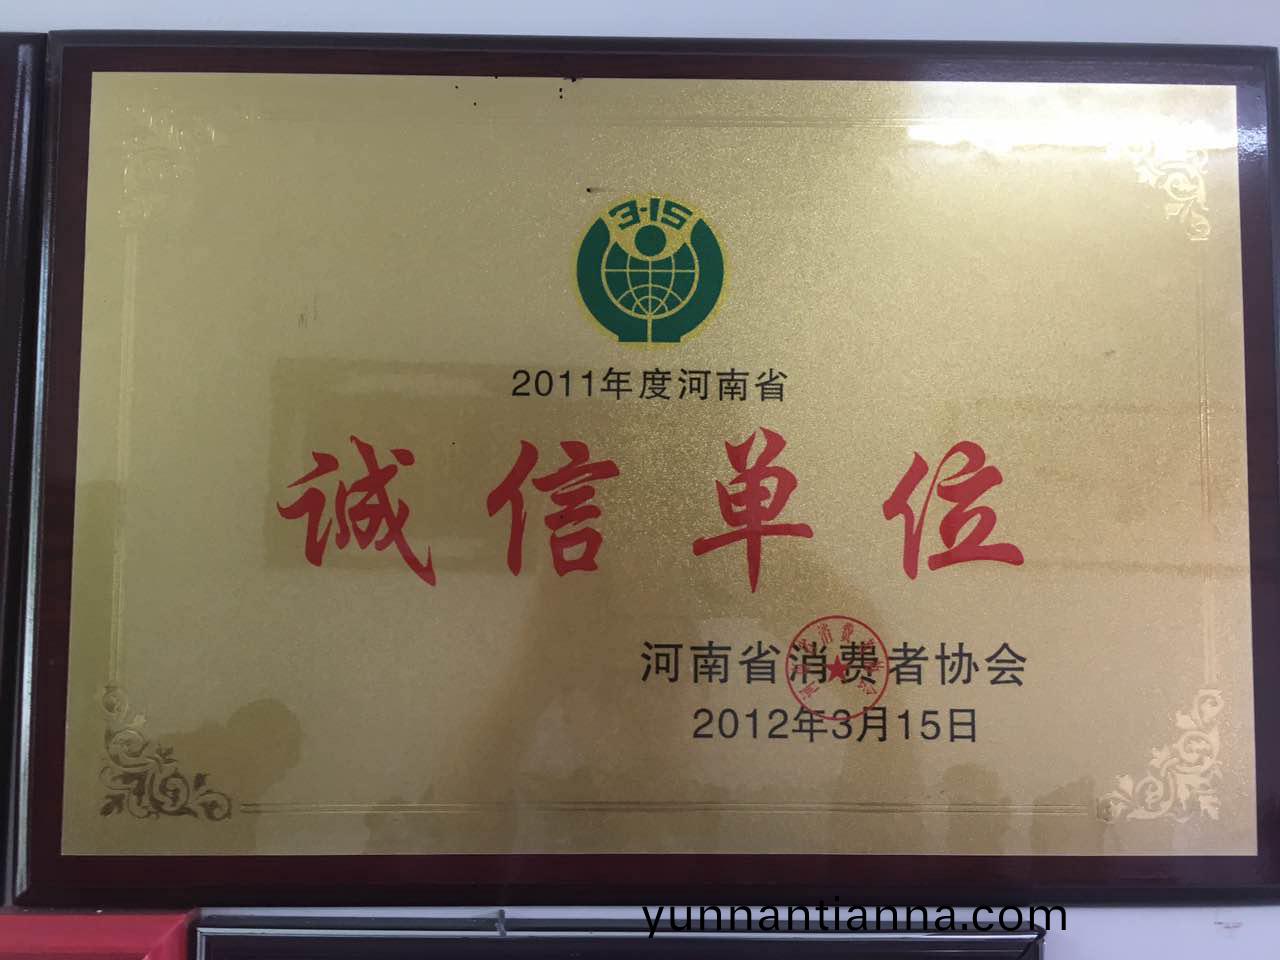 3·15
2011年度河南省
诚信单位
河南省消费者协会
2012年3月15日
yunnantianna.com